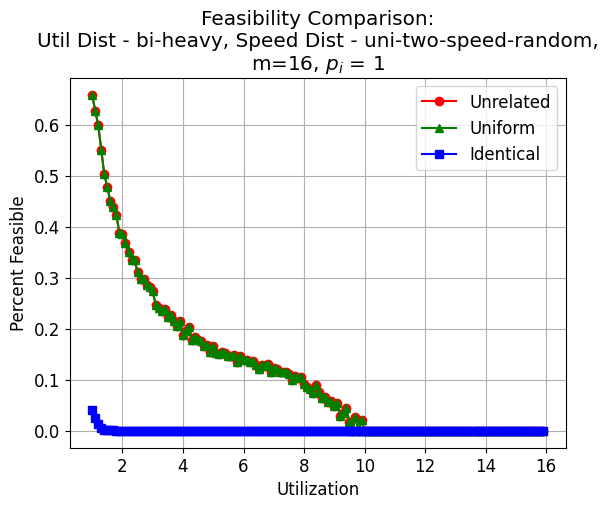 Feasibility Comparison:
Util Dist - bi-heavy, Speed Dist - uni-two-speed-random,
m=16, p_i = 1
Unrelated
Uniform
Identical
Percent Feasible
0.6
0.5
0.4
0.3
0.2
0.1
0.0
2 4 6 8 10 12 14 16
Utilization